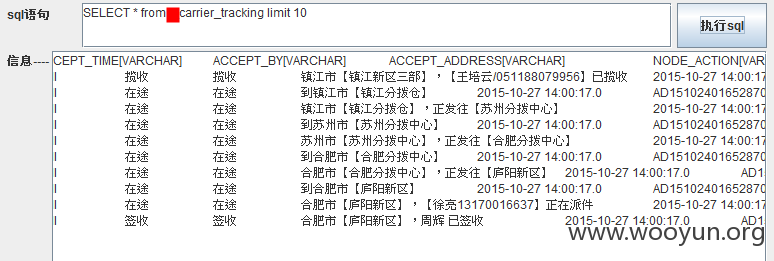 sql语句
SELECT * from carrier_tracking limit 10
执行sql
信息----
CEPT_TIME[VARCHAR] ACCEPT_BY[VARCHAR] ACCEPT_ADDRESS[VARCHAR] NODE_ACTION[VAR
l 揽收 揽收 镇江市【镇江新区三部】，【王培云/051188079956】已揽收 2015-10-27 14:00:17
l 在途 在途 到镇江市【镇江分拨仓】 2015-10-27 14:00:17.0 AD15102401652870
l 在途 在途 镇江市【镇江分拨仓】，正发往【苏州分拨中心】 2015-10-27 14:00:17
l 在途 在途 到苏州市【苏州分拨中心】 2015-10-27 14:00:17.0 AD15102401652870
l 在途 在途 苏州市【苏州分拨中心】，正发往【合肥分拨中心】 2015-10-27 14:00:17
l 在途 在途 到合肥市【合肥分拨中心】 2015-10-27 14:00:17.0 AD15102401652870
l 在途 在途 合肥市【合肥分拨中心】，正发往【庐阳新区】 2015-10-27 14:00:17.0 AD15
l 在途 在途 到合肥市【庐阳新区】 2015-10-27 14:00:17.0 AD15102401652870
l 在途 在途 合肥市【庐阳新区】，【徐亮13170016637】正在派件 2015-10-27 14:00:17
l 签收 签收 合肥市【庐阳新区】，周辉 已签收 2015-10-27 14:00:17.0 AD15
www.wooyun.org